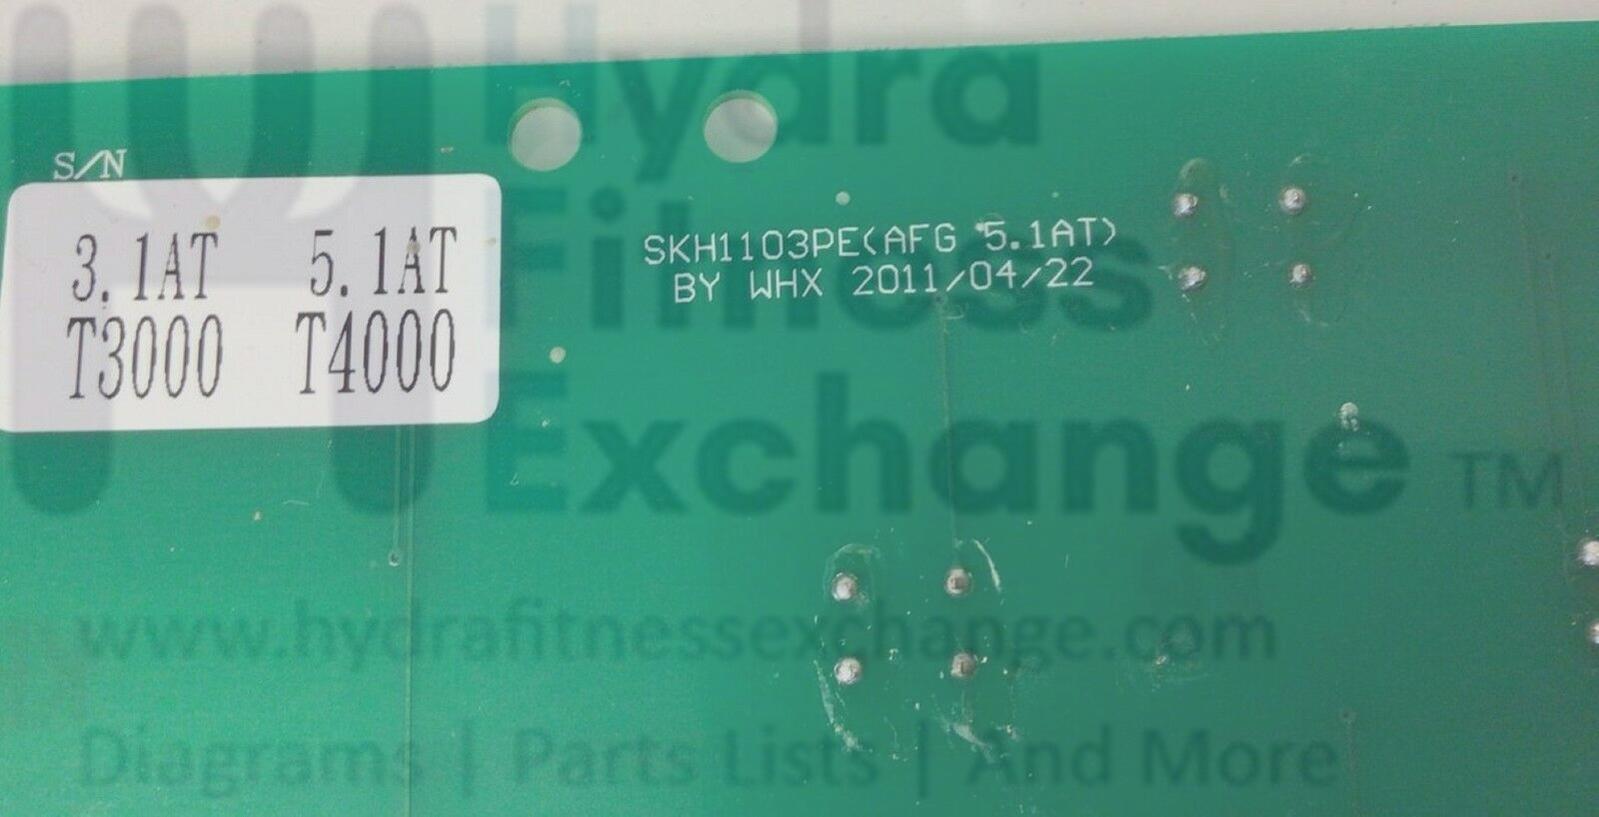 S/N
3.1AT 5.1AT
T3000 T4000
SKH1103PE(AFG 5.1AT)
BY WHX 2011/04/22
Hydra
Fitness
Exchange TM
www.hydrafitnessexchange.com
Diagrams | Parts Lists | And More